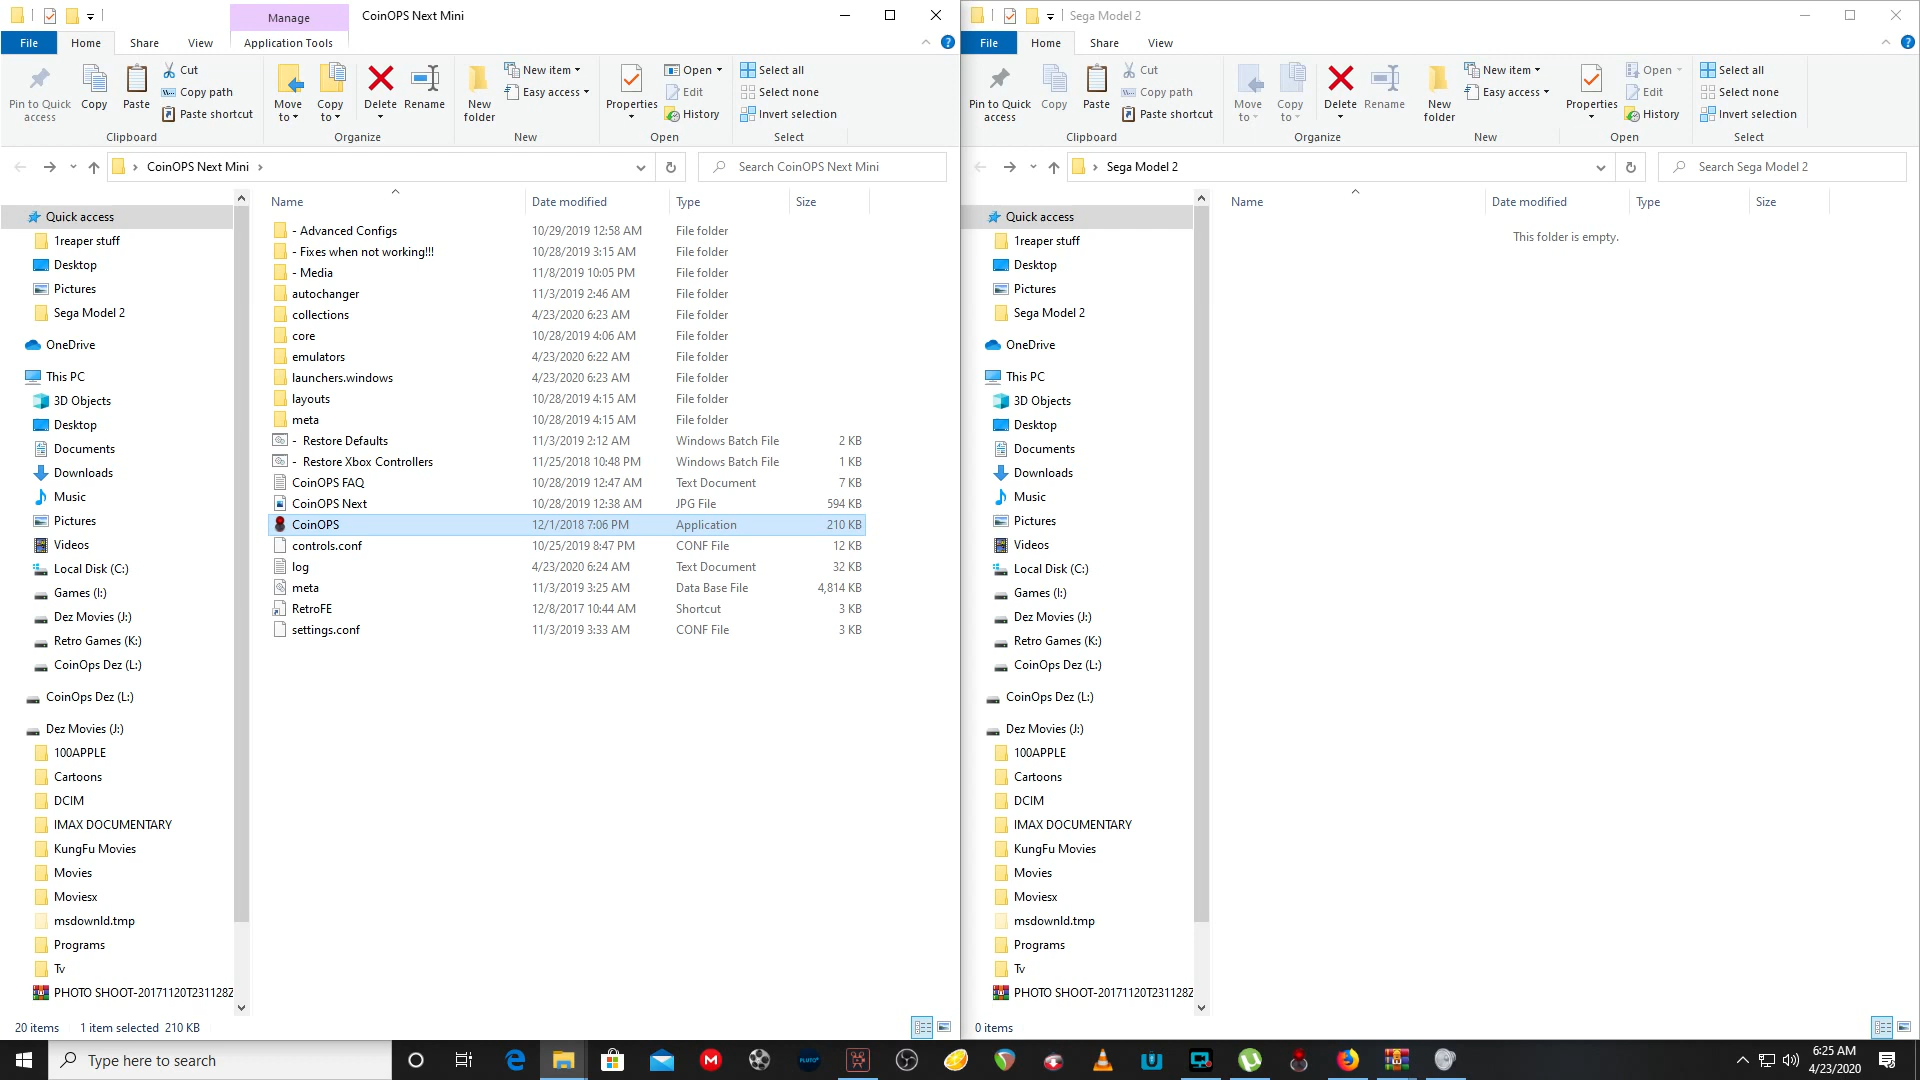 Manage
CoinOPS Next Mini
File
Home
Share
View
Application Tools
Pin to Quick access
Copy
Paste
Cut
Copy path
Paste shortcut
Clipboard
Move to
Copy to
Delete
Rename
Organize
New folder
New item
Easy access
New
Properties
Open
Edit
History
Open
Select all
Select none
Invert selection
Select
CoinOPS Next Mini
Search CoinOPS Next Mini
Quick access
1reaper stuff
Desktop
Pictures
Sega Model 2
OneDrive
This PC
3D Objects
Desktop
Documents
Downloads
Music
Pictures
Videos
Local Disk (C:)
Games (I:)
Dez Movies (J:)
Retro Games (K:)
CoinOps Dez (L:)
CoinOps Dez (L:)
Dez Movies (J:)
100APPLE
Cartoons
DCIM
IMAX DOCUMENTARY
KungFu Movies
Movies
Moviesx
msdownld.tmp
Programs
Tv
PHOTO SHOOT-20171120T231128Z
Name Date modified Type Size
- Advanced Configs 10/29/2019 12:58 AM File folder
- Fixes when not working!!! 10/28/2019 3:15 AM File folder
- Media 11/8/2019 10:05 PM File folder
autochanger 11/3/2019 2:46 AM File folder
collections 4/23/2020 6:23 AM File folder
core 10/28/2019 4:06 AM File folder
emulators 4/23/2020 6:22 AM File folder
launchers.windows 4/23/2020 6:23 AM File folder
layouts 10/28/2019 4:15 AM File folder
meta 10/28/2019 4:15 AM File folder
- Restore Defaults 11/3/2019 2:12 AM Windows Batch File 2 KB
- Restore Xbox Controllers 11/25/2018 10:48 PM Windows Batch File 1 KB
CoinOPS FAQ 10/28/2019 12:47 AM Text Document 7 KB
CoinOPS Next 10/28/2019 12:38 AM JPG File 594 KB
CoinOPS 12/1/2018 7:06 PM Application 210 KB
controls.conf 10/25/2019 8:47 PM CONF File 12 KB
log 4/23/2020 6:24 AM Text Document 32 KB
meta 11/3/2019 3:25 AM Data Base File 4,814 KB
RetroFE 12/8/2017 10:44 AM Shortcut 3 KB
settings.conf 11/3/2019 3:33 AM CONF File 3 KB
20 items 1 item selected 210 KB
Sega Model 2
File
Home
Share
View
Pin to Quick access
Copy
Paste
Cut
Copy path
Paste shortcut
Clipboard
Move to
Copy to
Delete
Rename
Organize
New folder
New item
Easy access
New
Properties
Open
Edit
History
Open
Select all
Select none
Invert selection
Select
Sega Model 2
Search Sega Model 2
Quick access
1reaper stuff
Desktop
Pictures
Sega Model 2
OneDrive
This PC
3D Objects
Desktop
Documents
Downloads
Music
Pictures
Videos
Local Disk (C:)
Games (I:)
Dez Movies (J:)
Retro Games (K:)
CoinOps Dez (L:)
CoinOps Dez (L:)
Dez Movies (J:)
100APPLE
Cartoons
DCIM
IMAX DOCUMENTARY
KungFu Movies
Movies
Moviesx
msdownld.tmp
Programs
Tv
PHOTO SHOOT-20171120T231128Z
Name Date modified Type Size
This folder is empty.
0 items
Type here to search
6:25 AM
4/23/2020